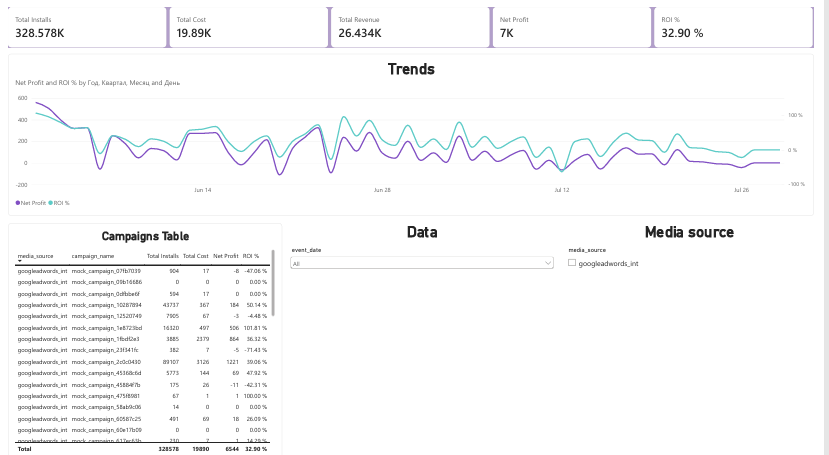 Total Installs
328.578K
Total Cost
19.89K
Total Revenue
26.434K
Net Profit
7K
ROI %
32.90 %
Trends
Net Profit and ROI % by Год, Квартал, Месяц and День
600
400
200
0
-200
100 %
0 %
-100 %
Jun 14
Jun 28
Jul 12
Jul 26
Net Profit ROI %
Campaigns Table
media_source campaign_name Total Installs Total Cost Net Profit ROI %
googleadwords_int mock_campaign_07fb7039 904 17 -8 -47.06 %
googleadwords_int mock_campaign_09b16686 0 0 0 0.00 %
googleadwords_int mock_campaign_0dfbbe6f 594 17 0 0.00 %
googleadwords_int mock_campaign_10287894 43737 367 184 50.14 %
googleadwords_int mock_campaign_12520749 7905 67 -3 -4.48 %
googleadwords_int mock_campaign_1e8723bd 16320 497 506 101.81 %
googleadwords_int mock_campaign_1fbdf2e3 3885 2379 864 36.32 %
googleadwords_int mock_campaign_23f341fc 382 7 -5 -71.43 %
googleadwords_int mock_campaign_2c0c0430 89107 3126 1221 39.06 %
googleadwords_int mock_campaign_45368c6d 5773 144 69 47.92 %
googleadwords_int mock_campaign_45884f7b 175 26 -11 -42.31 %
googleadwords_int mock_campaign_475f8981 67 1 1 100.00 %
googleadwords_int mock_campaign_58ab9c06 14 0 0 0.00 %
googleadwords_int mock_campaign_60587c25 491 69 18 26.09 %
googleadwords_int mock_campaign_60e17b09 0 0 0 0.00 %
googleadwords_int mock_campaign_617ec63b 210 7 1 14.29 %
Total 328578 19890 6544 32.90 %
Data
event_date
All
Media source
media_source
googleadwords_int